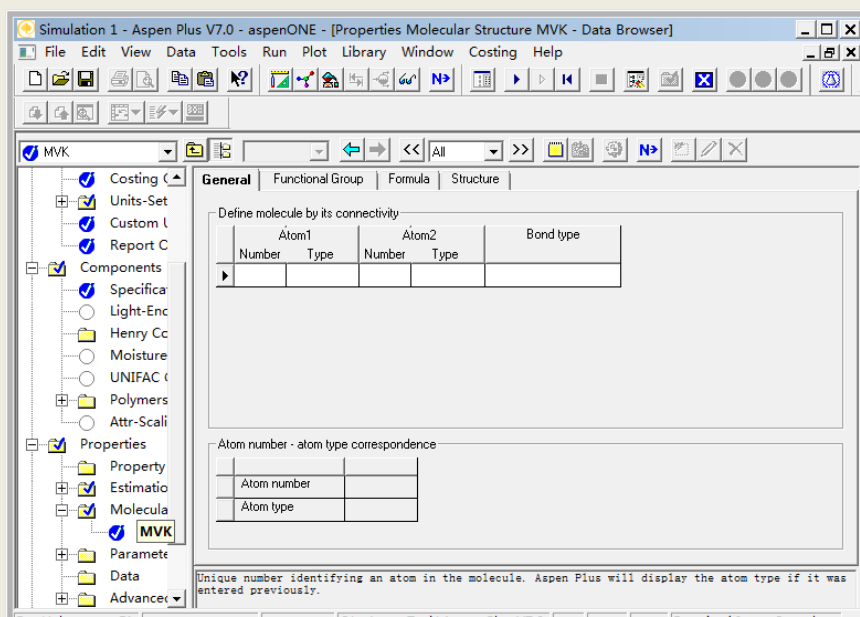 Simulation 1 - Aspen Plus V7.0 - aspenONE - [Properties Molecular Structure MVK - Data Browser]
File Edit View Data Tools Run Plot Library Window Costing Help
MVK
All
Costing
Units-Set
Custom
Report
Components
Specifica
Light-End
Henry Co
Moisture
UNIFAC
Polymers
Attr-Scali
Properties
Property
Estimatio
Molecula
MVK
Paramete
Data
Advanced
General Functional Group Formula Structure
Define molecule by its connectivity
Atom1 Atom2 Bond type
Number Type Number Type
Atom number - atom type correspondence
Atom number
Atom type
Unique number identifying an atom in the molecule. Aspen Plus will display the atom type if it was
entered previously.